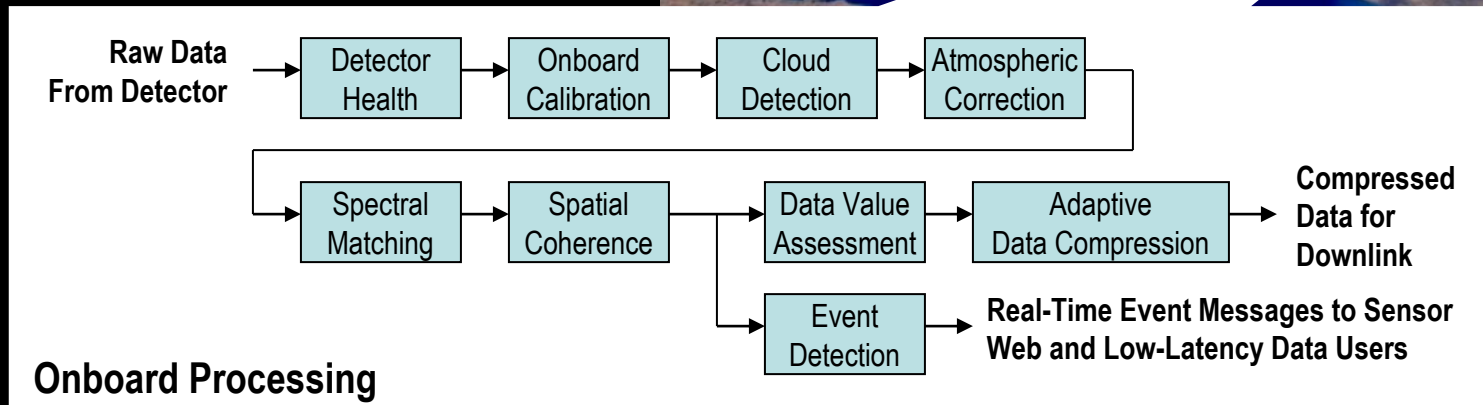 Raw Data
From Detector
Detector
Health
Onboard
Calibration
Cloud
Detection
Atmospheric
Correction
Spectral
Matching
Spatial
Coherence
Data Value
Assessment
Adaptive
Data Compression
Compressed
Data for
Downlink
Event
Detection
Real-Time Event Messages to Sensor
Web and Low-Latency Data Users
Onboard Processing